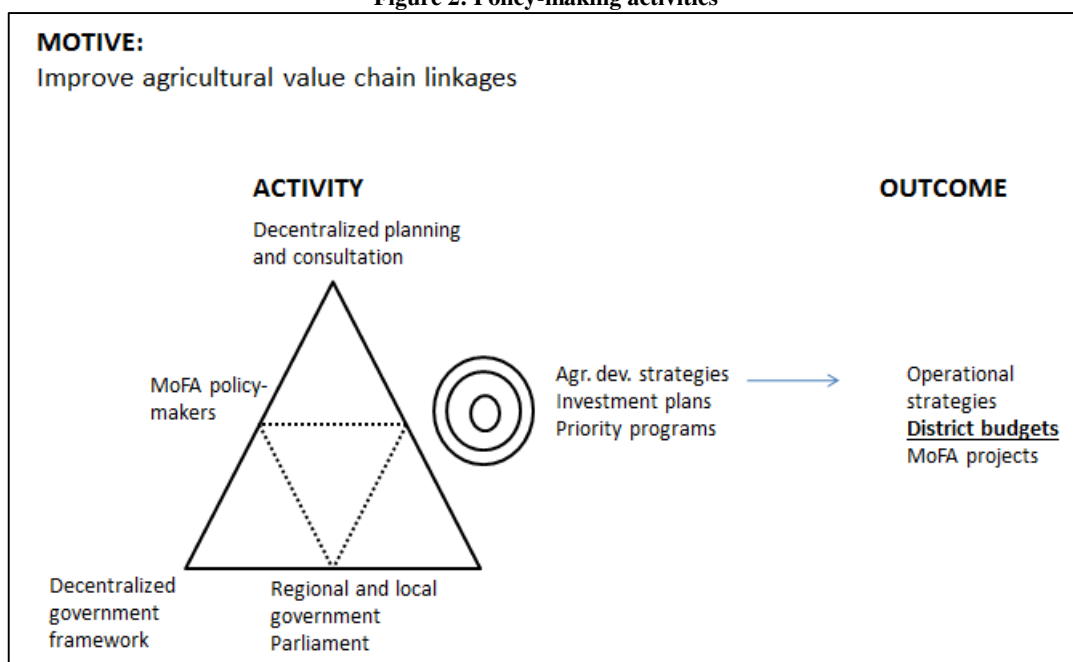 Figure 2: Policy-making activities
MOTIVE:
Improve agricultural value chain linkages
ACTIVITY
OUTCOME
Decentralized planning
and consultation
MoFA policy-
makers
Agr. dev. strategies
Investment plans
Priority programs
Operational
strategies
District budgets
MoFA projects
Decentralized
government
framework
Regional and local
government
Parliament